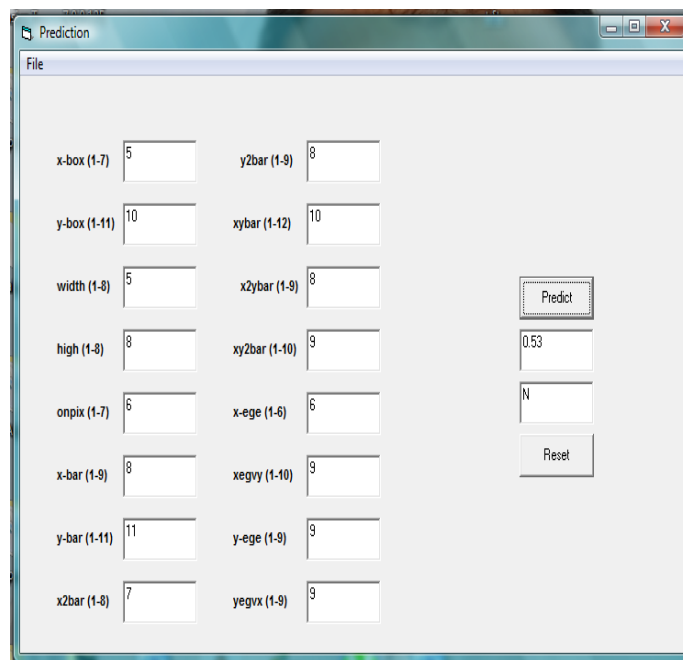 Prediction
File
x-box (1-7) 5 y2bar (1-9) 8
y-box (1-11) 10 xybar (1-12) 10
width (1-8) 5 x2ybar (1-9) 8
Predict
high (1-8) 8 xy2bar (1-10) 9 0.53
onpix (1-7) 6 x-ege (1-6) 6 N
x-bar (1-9) 8 xegvy (1-10) 9 Reset
y-bar (1-11) 11 y-ege (1-9) 9
x2bar (1-8) 7 yegvx (1-9) 9